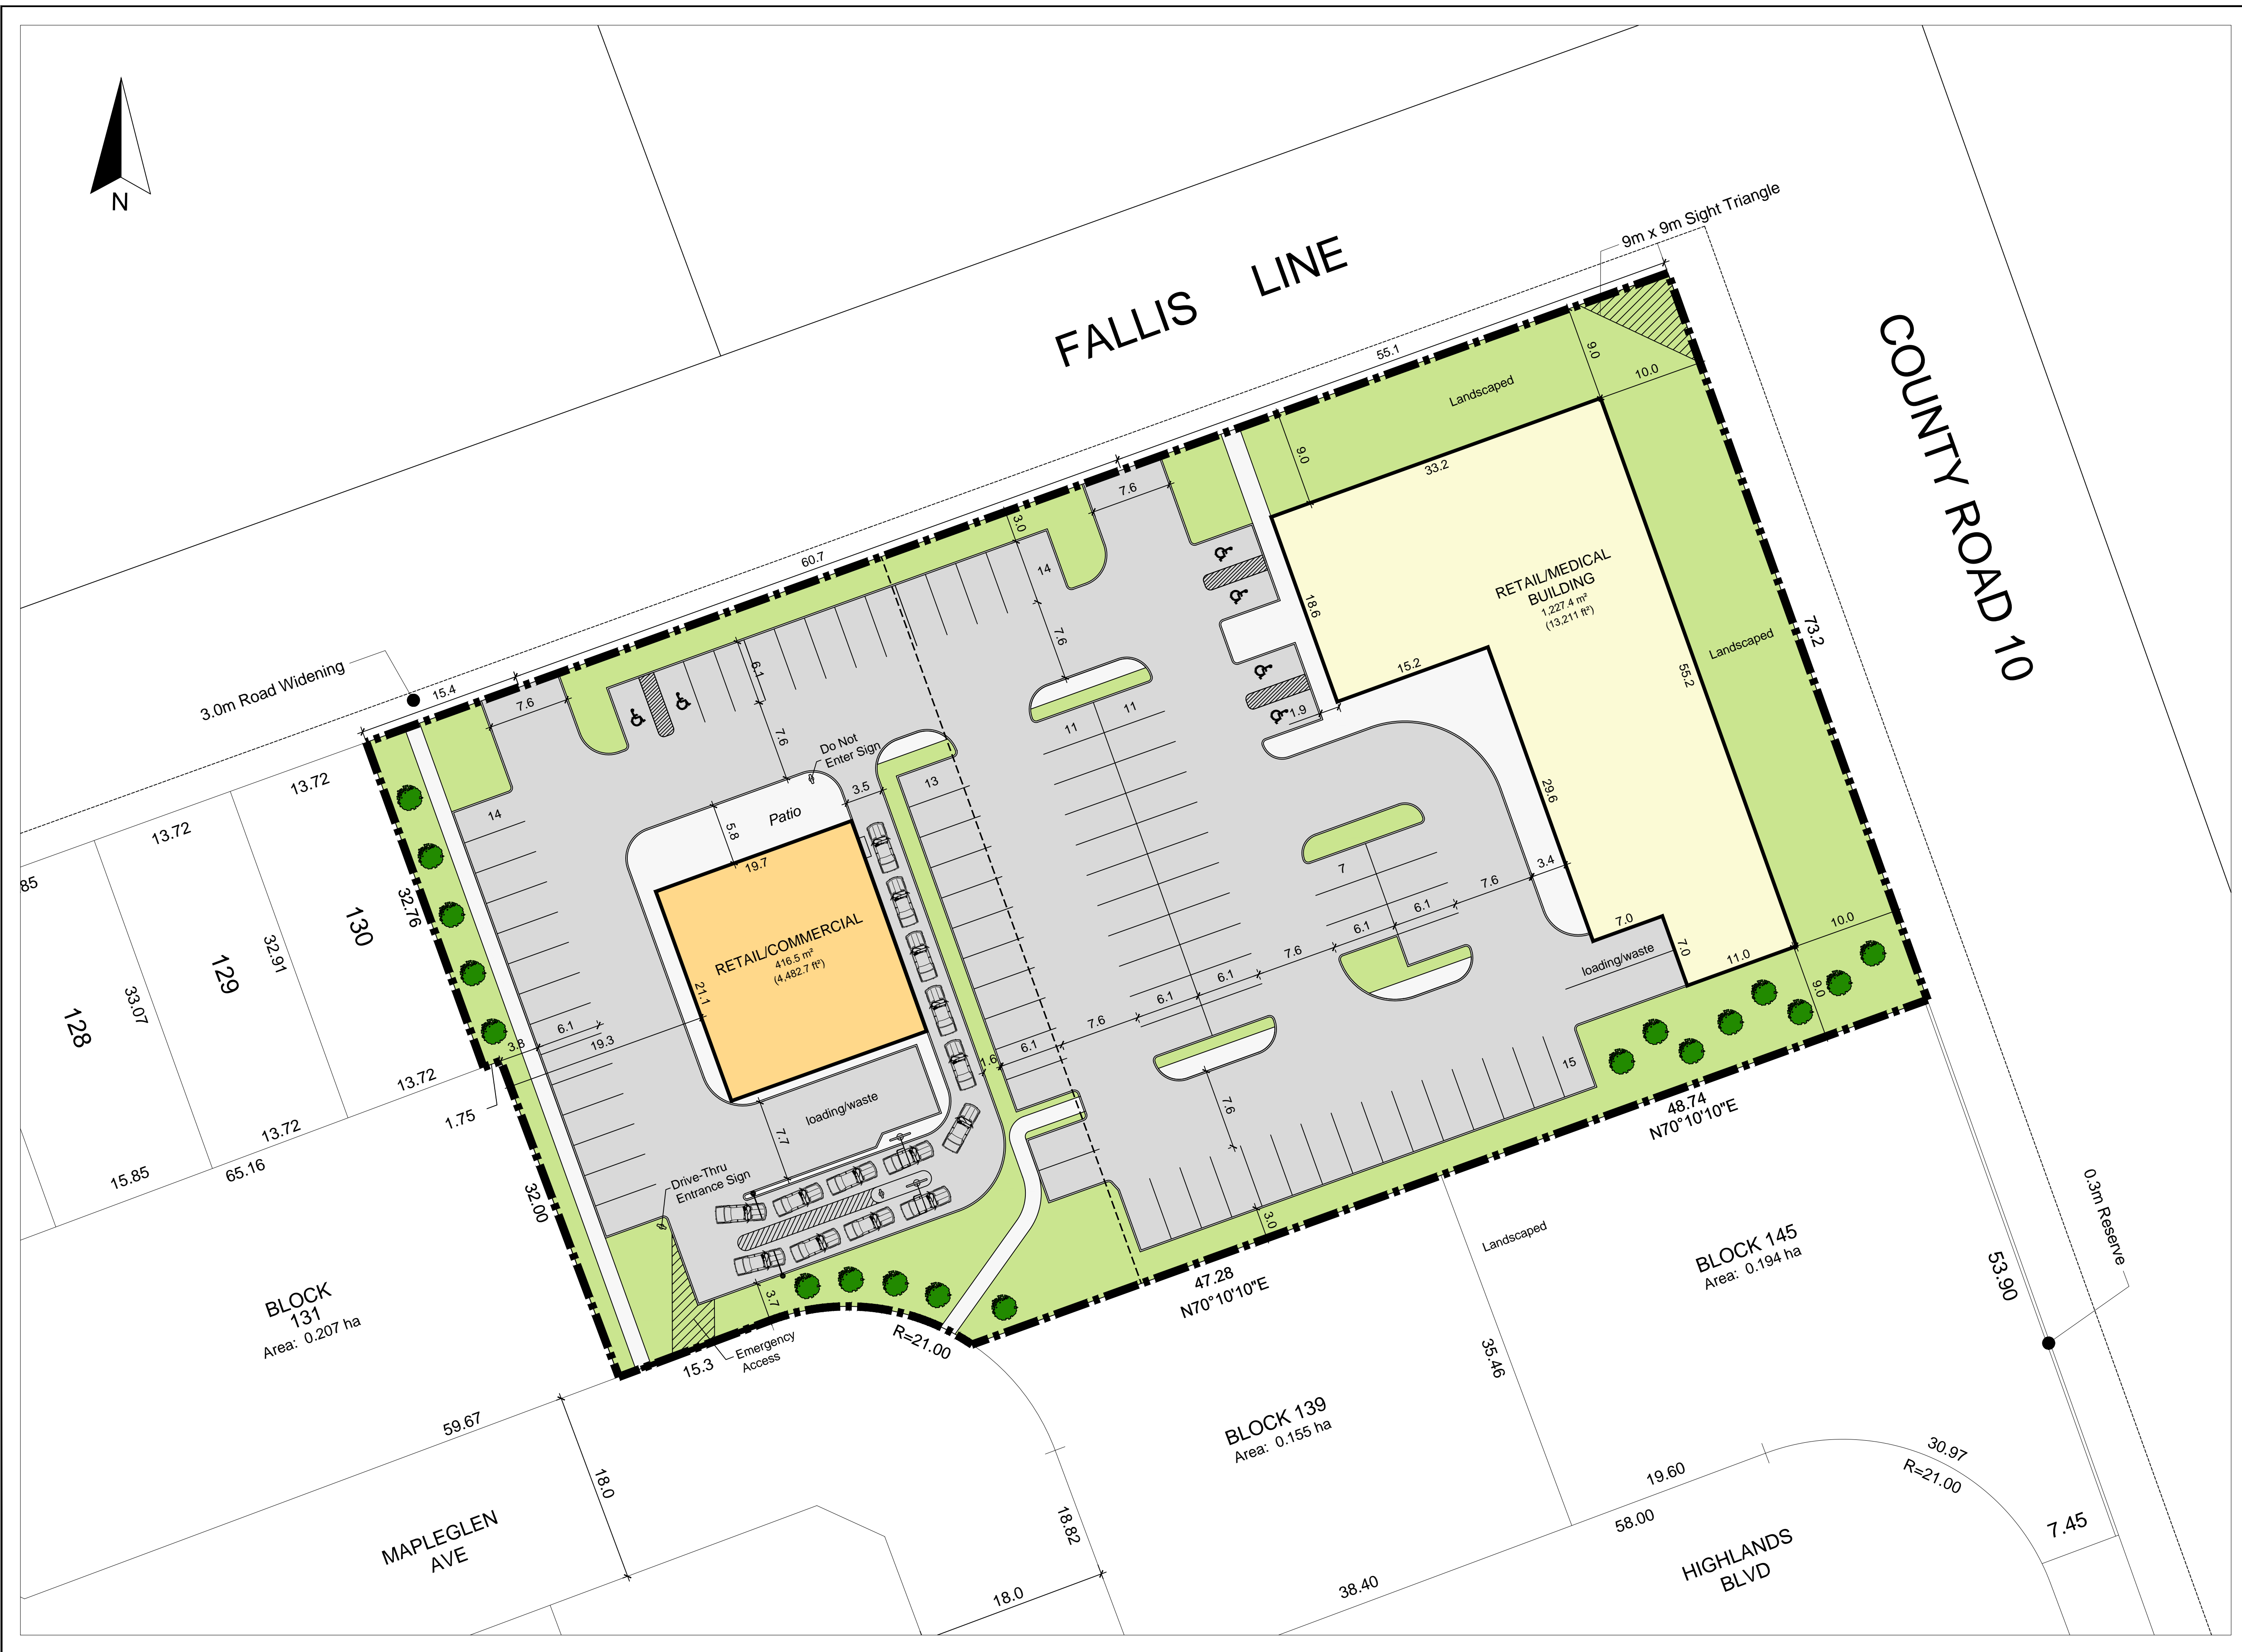 N
FALLIS LINE
COUNTY ROAD 10
9m x 9m Sight Triangle
3.0m Road Widening
15.4
60.7
55.1
7.6
7.6
9.0
10.0
Landscaped
9.0
33.2
3.0
14
7.6
6.1
7.6
RETAIL/MEDICAL
BUILDING
1,227.4 m²
(13,211 ft²)
18.6
15.2
1.9
55.2
73.2
Landscaped
29.6
3.4
7.0
7.0
11.0
10.0
9.0
loading/waste
Do Not
Enter Sign
3.5
13
11
11
7
14
Patio
5.8
19.7
RETAIL/COMMERCIAL
416.5 m²
(4,482.7 ft²)
21.1
6.1
3.8
19.3
1.6
6.1
7.6
6.1
6.1
7.6
6.1
6.1
7.6
7.7
loading/waste
Drive-Thru
Entrance Sign
7.6
15
3.0
3.7
Emergency
Access
15.3
R=21.00
47.28
N70°10'10"E
48.74
N70°10'10"E
Landscaped
85
13.72
13.72
128
129
130
33.07
32.91
32.76
13.72
13.72
15.85
65.16
1.75
32.00
BLOCK
131
Area: 0.207 ha
59.67
18.0
MAPLEGLEN
AVE
18.82
18.0
BLOCK 139
Area: 0.155 ha
35.46
BLOCK 145
Area: 0.194 ha
53.90
0.3m Reserve
38.40
58.00
19.60
30.97
R=21.00
7.45
HIGHLANDS
BLVD